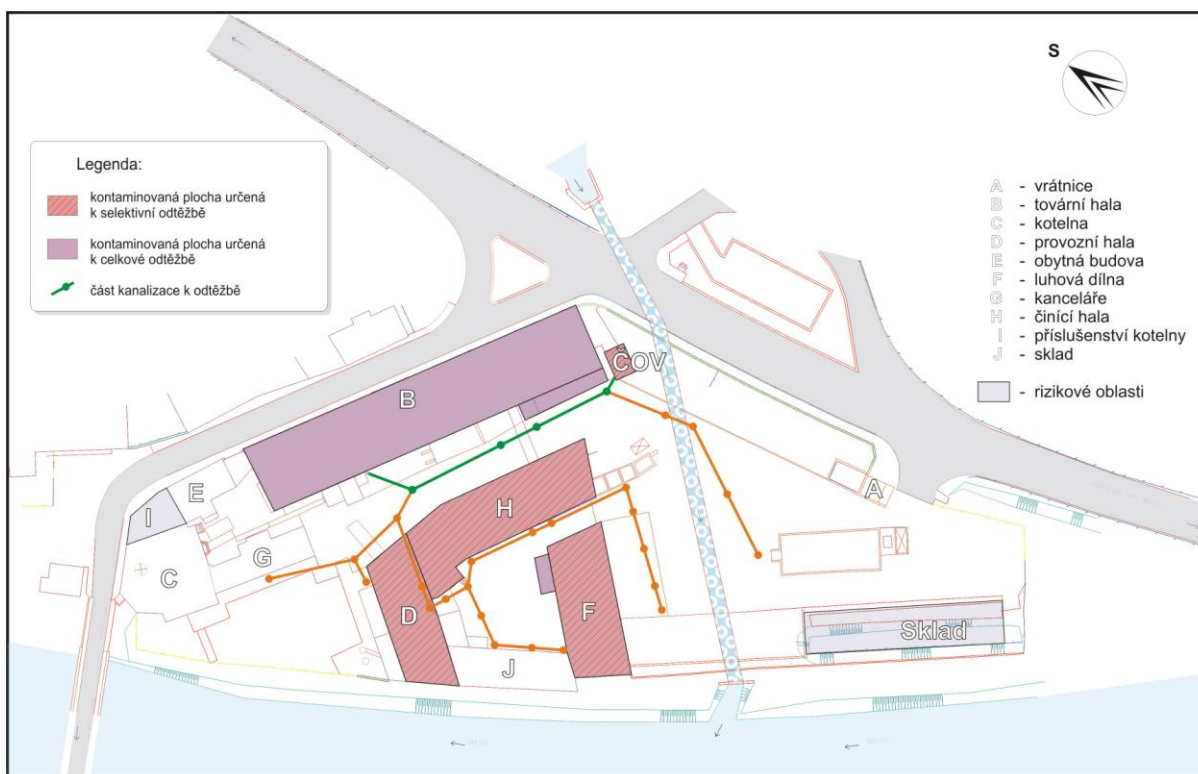 S
Legenda:
kontaminovaná plocha určená
k selektivní odtěžbě
kontaminovaná plocha určená
k celkové odtěžbě
část kanalizace k odtěžbě
A - vrátnice
B - tovární hala
C - kotelna
D - provozní hala
E - obytná budova
F - luhová dílna
G - kanceláře
H - činící hala
I - příslušenství kotelny
J - sklad
- rizikové oblasti
ČOV
B
E
I
H
A
G
C
D
F
Sklad
J